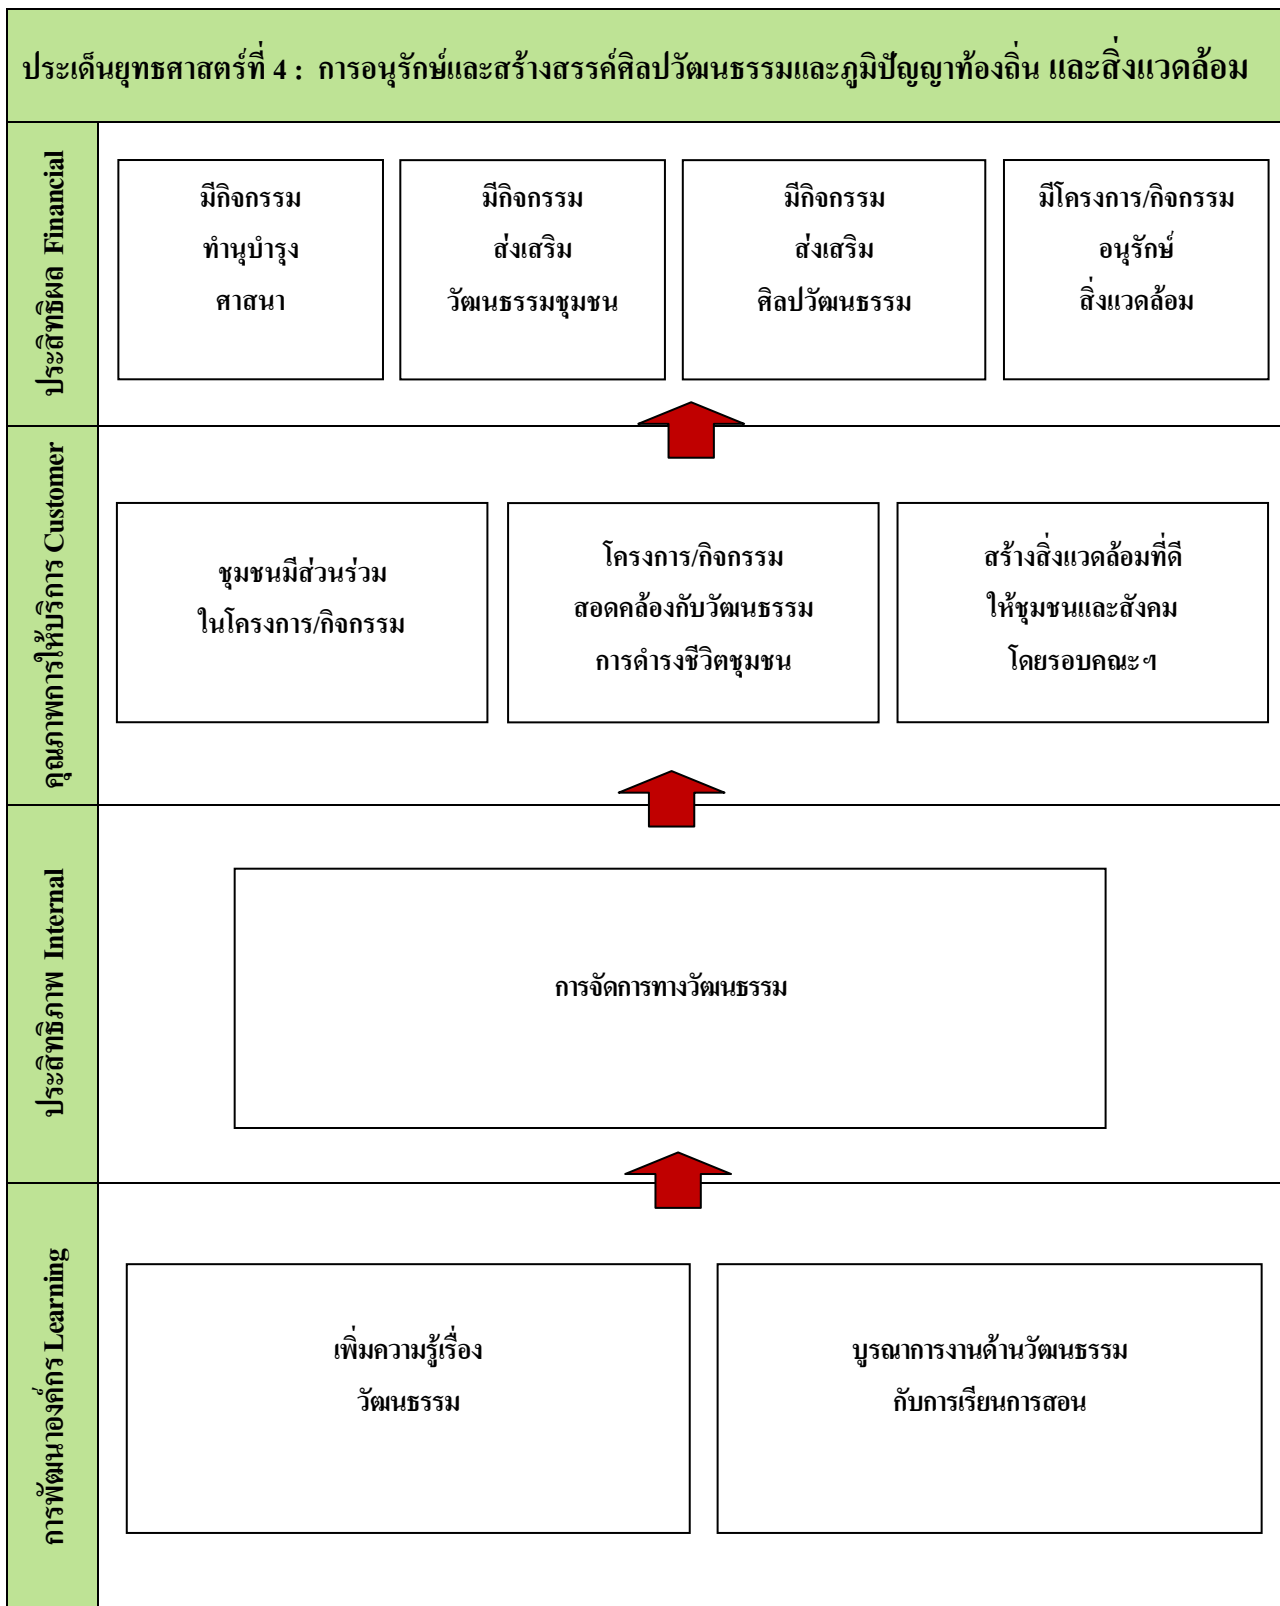 ประเด็นยุทธศาสตร์ที่ 4 : การอนุรักษ์และสร้างสรรค์ศิลปวัฒนธรรมและภูมิปัญญาท้องถิ่น และสิ่งแวดล้อม
ประสิทธิผล Financial
มีกิจกรรม
ทำนุบำรุง
ศาสนา
มีกิจกรรม
ส่งเสริม
วัฒนธรรมชุมชน
มีกิจกรรม
ส่งเสริม
ศิลปวัฒนธรรม
มีโครงการ/กิจกรรม
อนุรักษ์
สิ่งแวดล้อม
คุณภาพการให้บริการ Customer
ชุมชนมีส่วนร่วม
ในโครงการ/กิจกรรม
โครงการ/กิจกรรม
สอดคล้องกับวัฒนธรรม
การดำรงชีวิตชุมชน
สร้างสิ่งแวดล้อมที่ดี
ให้ชุมชนและสังคม
โดยรอบคณะฯ
ประสิทธิภาพ Internal
การจัดการทางวัฒนธรรม
การพัฒนาองค์กร Learning
เพิ่มความรู้เรื่อง
วัฒนธรรม
บูรณาการงานด้านวัฒนธรรม
กับการเรียนการสอน